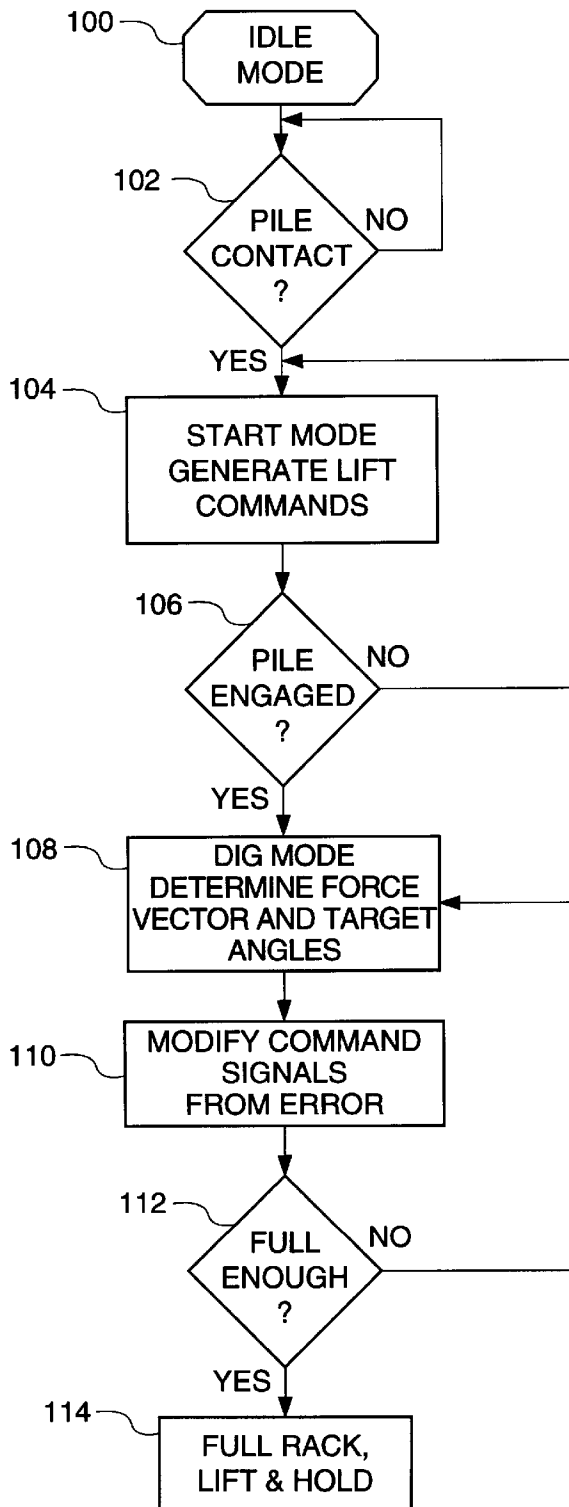 100
IDLE
MODE
102
PILE
CONTACT
?
NO
YES
104
START MODE
GENERATE LIFT
COMMANDS
106
PILE
ENGAGED
?
NO
YES
108
DIG MODE
DETERMINE FORCE
VECTOR AND TARGET
ANGLES
110
MODIFY COMMAND
SIGNALS
FROM ERROR
112
FULL
ENOUGH
?
NO
YES
114
FULL RACK,
LIFT & HOLD